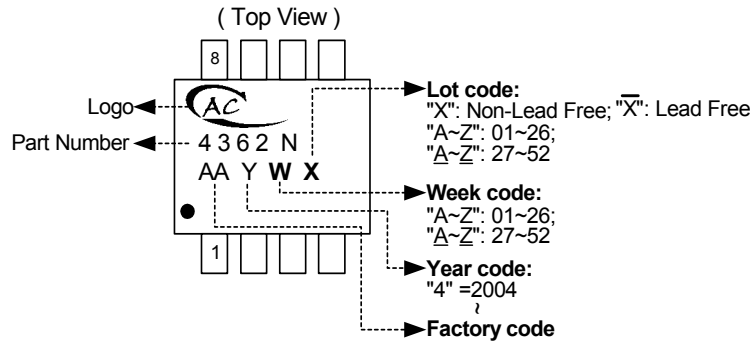 ( Top View )
8
Logo
AC
Part Number
4 3 6 2 N
AA Y W X
1
Lot code:
"X": Non-Lead Free; "X̅": Lead Free
"A~Z": 01~26;
"A̲~Z̲": 27~52
Week code:
"A~Z": 01~26;
"A̲~Z̲": 27~52
Year code:
"4" =2004
~
Factory code